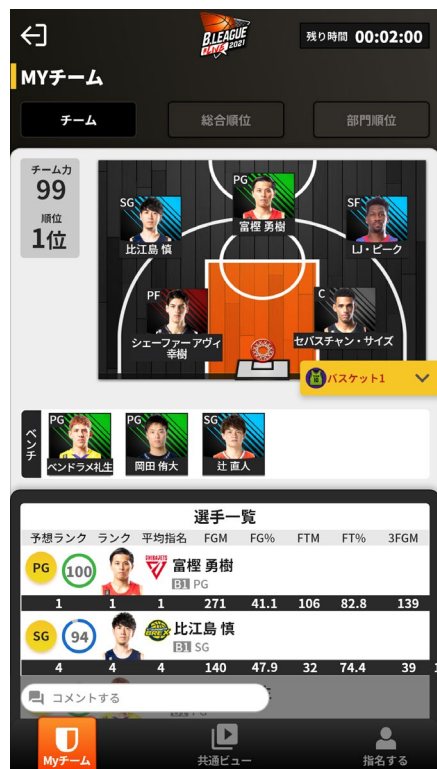 B.LEAGUE
#LIVE 2021
残り時間 00:02:00
MYチーム
チーム
総合順位
部門順位
チーム力
99
順位
1位
PG
富樫 勇樹
SG
比江島 慎
SF
LJ・ピーク
PF
シェーファーアヴィ
幸樹
C
セバスチャン・サイズ
バスケット1
ベンチ
PG
ベンドラメ礼生
PG
岡田 侑大
SG
辻 直人
選手一覧
予想ランク ランク 平均指名 FGM FG% FTM FT% 3FGM
PG 100 富樫 勇樹
B1 PG
1 1 1 271 41.1 106 82.8 139
SG 94 BREX 比江島 慎
B1 SG
4 4 4 140 47.9 32 74.4 39
コメントする
Myチーム
共通ビュー
指名する